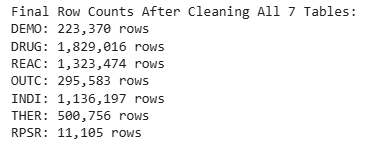 Final Row Counts After Cleaning All 7 Tables:
DEMO: 223,370 rows
DRUG: 1,829,016 rows
REAC: 1,323,474 rows
OUTC: 295,583 rows
INDI: 1,136,197 rows
THER: 500,756 rows
RPSR: 11,105 rows